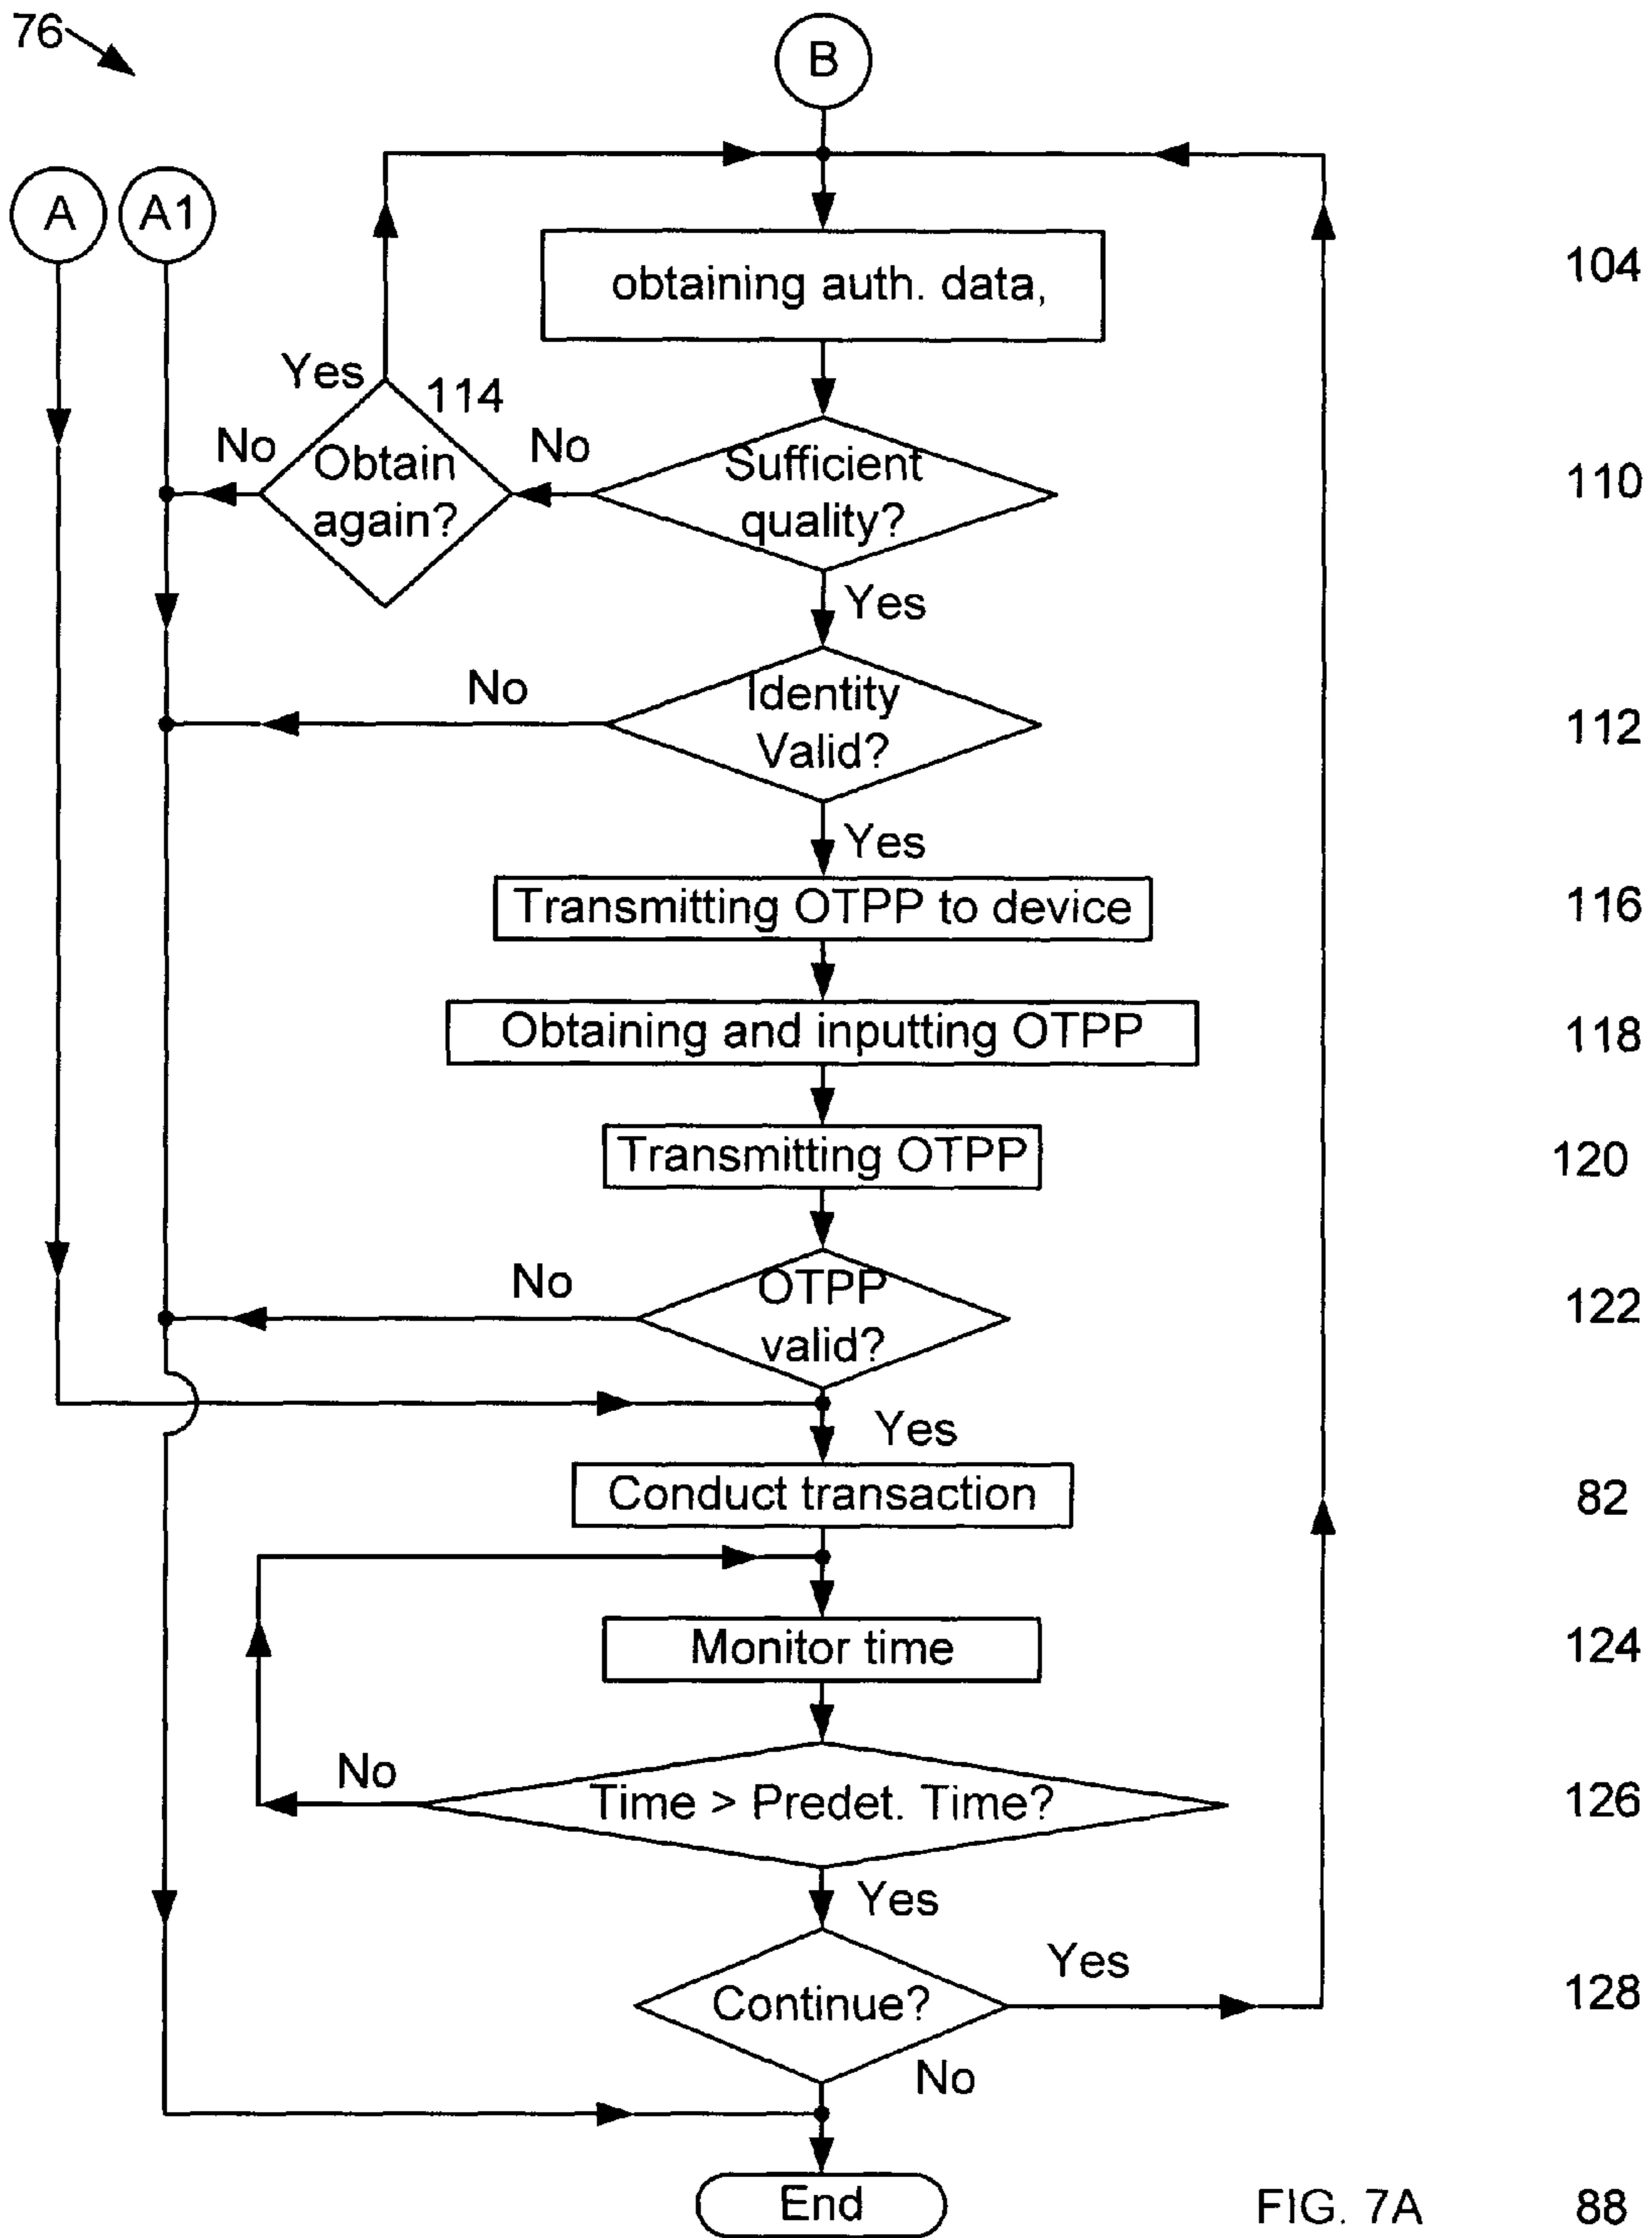 76
B
A
A1
obtaining auth. data,
104
Yes
114
No
Obtain
again?
No
Sufficient
quality?
110
Yes
No
Identity
Valid?
112
Yes
Transmitting OTPP to device
116
Obtaining and inputting OTPP
118
Transmitting OTPP
120
No
OTPP
valid?
122
Yes
Conduct transaction
82
Monitor time
124
No
Time > Predet. Time?
126
Yes
Continue?
Yes
128
No
End
FIG. 7A
88